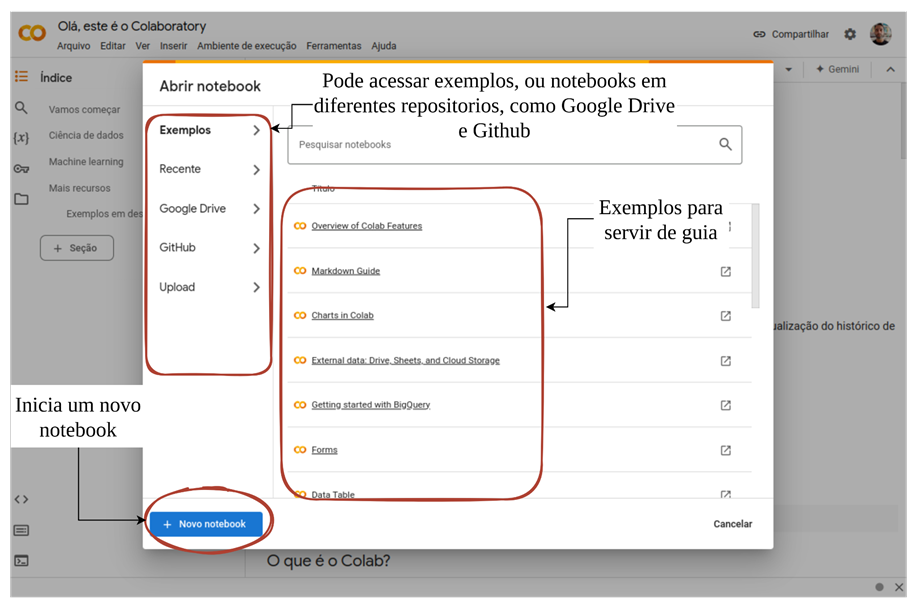 Olá, este é o Colaboratory
Arquivo Editar Ver Inserir Ambiente de execução Ferramentas Ajuda
Compartilhar
Índice
Gemini
Vamos começar
Ciência de dados
Machine learning
Mais recursos
Exemplos em des
+ Seção
Abrir notebook
Pode acessar exemplos, ou notebooks em
diferentes repositorios, como Google Drive
e Github
Exemplos
Recente
Google Drive
GitHub
Upload
Pesquisar notebooks
Título
Overview of Colab Features
Markdown Guide
Charts in Colab
External data: Drive, Sheets, and Cloud Storage
Getting started with BigQuery
Forms
Data Table
Exemplos para
servir de guia
ualização do histórico de
Inicia um novo
notebook
+ Novo notebook
Cancelar
O que é o Colab?